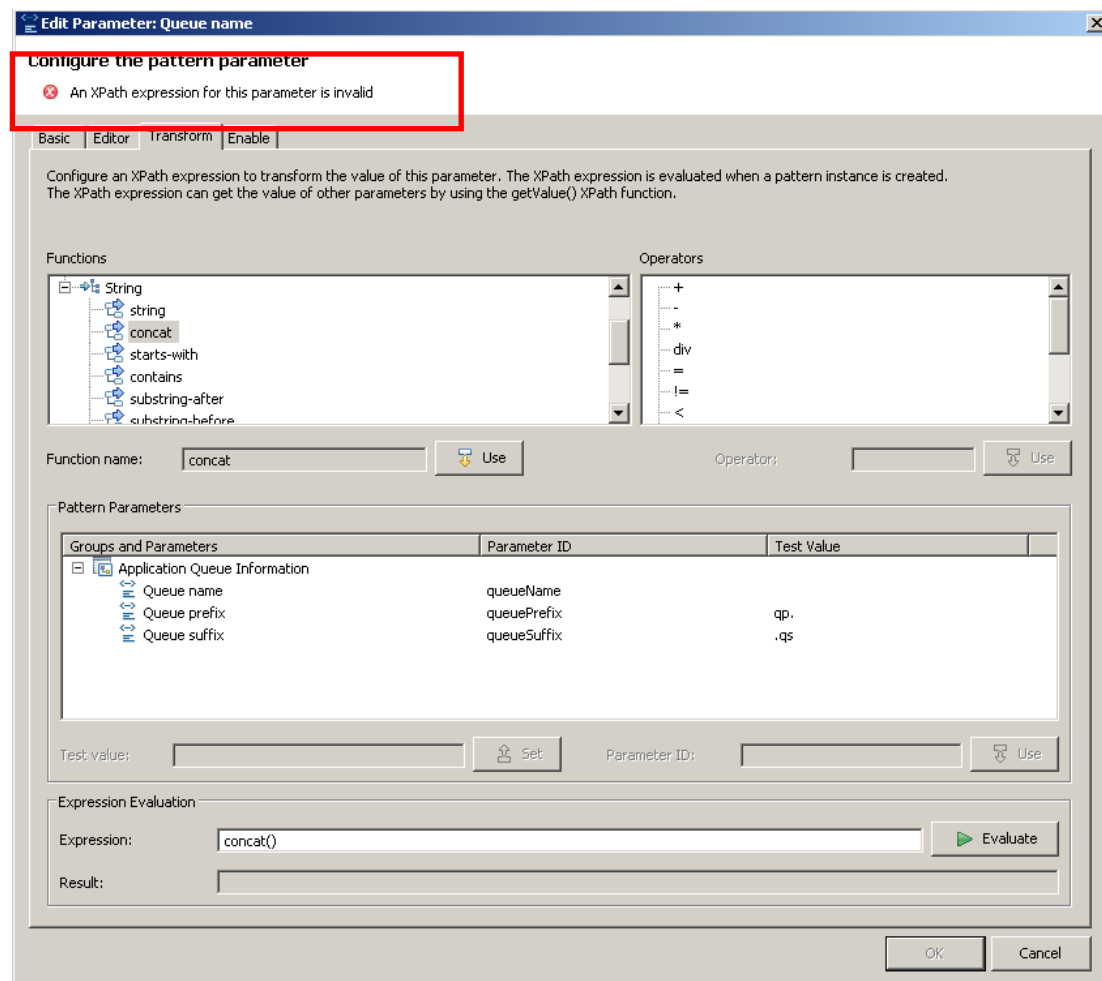 Edit Parameter: Queue name
Configure the pattern parameter
An XPath expression for this parameter is invalid
Basic Editor Transform Enable
Configure an XPath expression to transform the value of this parameter. The XPath expression is evaluated when a pattern instance is created.
The XPath expression can get the value of other parameters by using the getValue() XPath function.
Functions Operators
String +
string -
concat *
starts-with div
contains =
substring-after !=
substring-before <
Function name: concat Use Operator: Use
Pattern Parameters
Groups and Parameters Parameter ID Test Value
Application Queue Information
Queue name queueName
Queue prefix queuePrefix qp.
Queue suffix queueSuffix .qs
Test value: Set Parameter ID: Use
Expression Evaluation
Expression: concat() Evaluate
Result:
OK Cancel